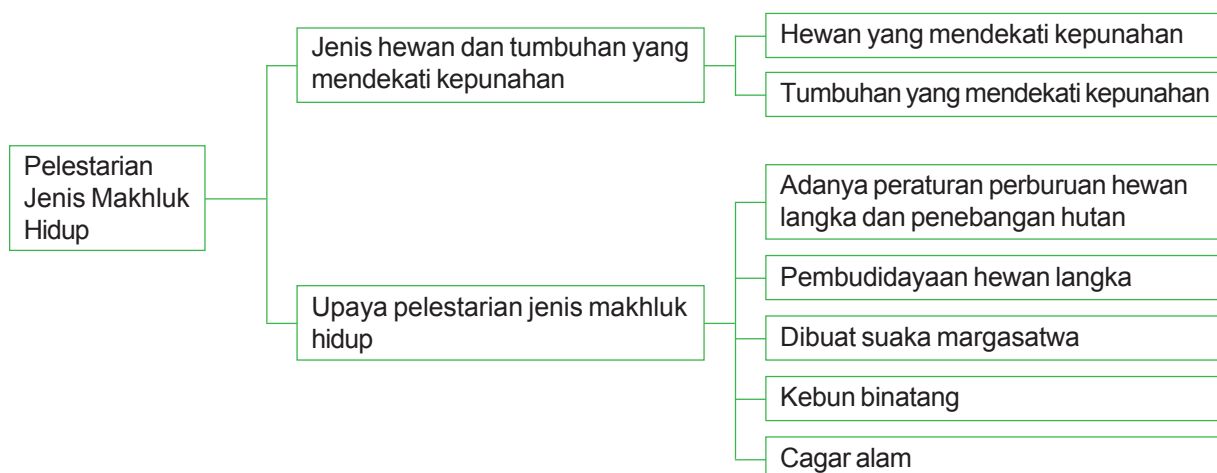 Pelestarian
Jenis Makhluk
Hidup
Jenis hewan dan tumbuhan yang
mendekati kepunahan
Hewan yang mendekati kepunahan
Tumbuhan yang mendekati kepunahan
Upaya pelestarian jenis makhluk
hidup
Adanya peraturan perburuan hewan
langka dan penebangan hutan
Pembudidayaan hewan langka
Dibuat suaka margasatwa
Kebun binatang
Cagar alam